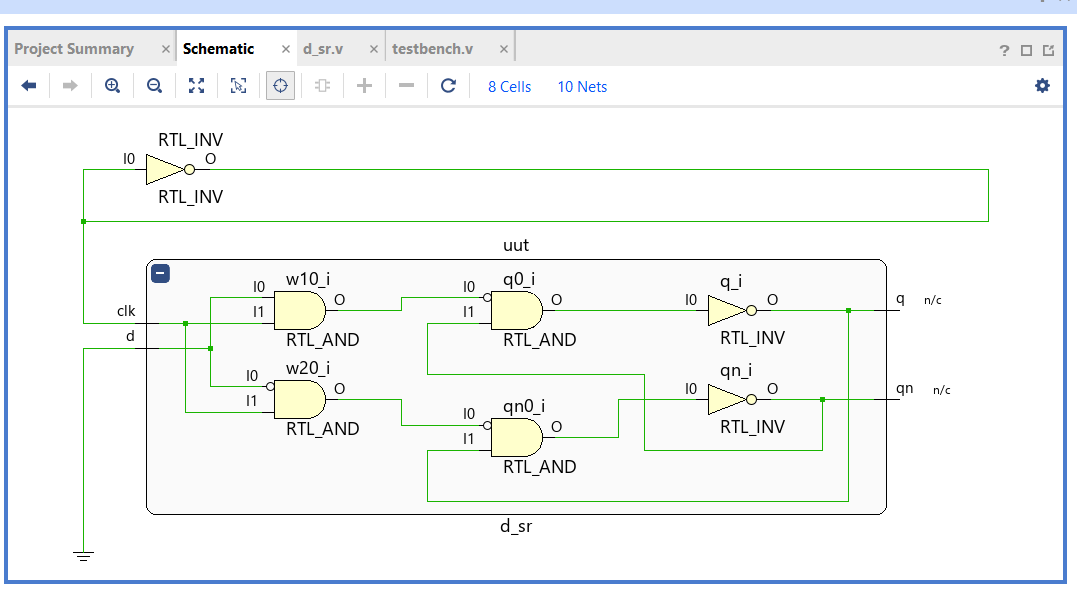 Project Summary × Schematic × d_sr.v × testbench.v × ?
8 Cells 10 Nets
RTL_INV
I0 O
RTL_INV
uut
w10_i q0_i q_i
I0 O I0 O I0 O q n/c
clk I1 I1
RTL_AND RTL_AND RTL_INV
d
w20_i qn_i
I0 O I0 O qn n/c
I1 qn0_i
RTL_AND I0 O RTL_INV
I1
RTL_AND
d_sr